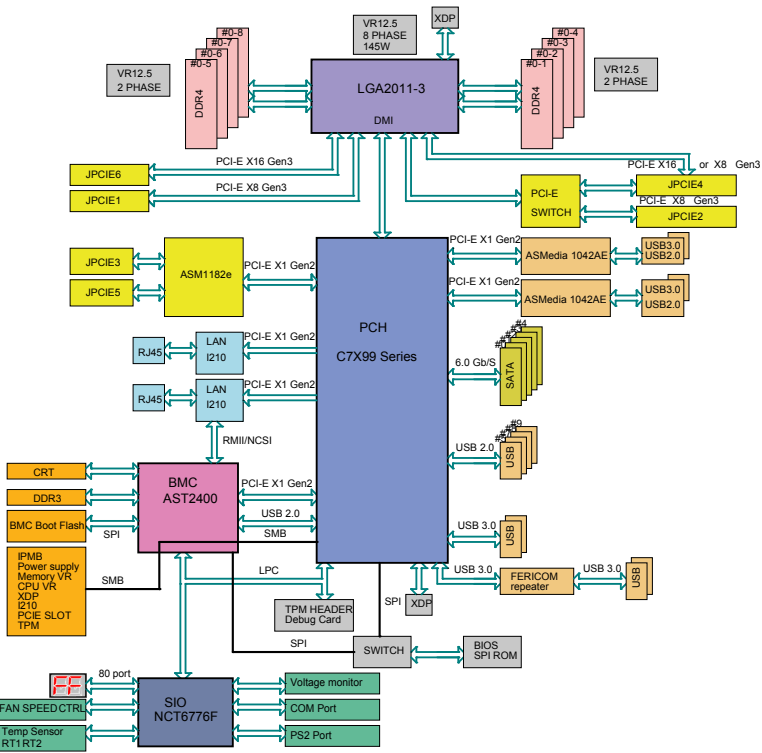 #0-8
#0-7
#0-6
#0-5
DDR4
VR12.5
2 PHASE
VR12.5
8 PHASE
145W
XDP
LGA2011-3
DMI
#0-4
#0-3
#0-2
#0-1
DDR4
VR12.5
2 PHASE
PCI-E X16 Gen3
JPCIE6
PCI-E X8 Gen3
JPCIE1
PCI-E X16 or X8 Gen3
JPCIE4
PCI-E X8 Gen3
JPCIE2
PCI-E
SWITCH
JPCIE3
JPCIE5
ASM1182e
PCI-E X1 Gen2
PCH
C7X99 Series
PCI-E X1 Gen2
ASMedia 1042AE
USB3.0
USB2.0
PCI-E X1 Gen2
ASMedia 1042AE
USB3.0
USB2.0
RJ45
LAN
I210
PCI-E X1 Gen2
RJ45
LAN
I210
PCI-E X1 Gen2
6.0 Gb/S
#4
SATA
RMII/NCSI
USB 2.0
#9
USB
CRT
DDR3
BMC Boot Flash
SPI
BMC
AST2400
PCI-E X1 Gen2
USB 2.0
SMB
USB 3.0
USB
IPMB
Power supply
Memory VR
CPU VR
XDP
I210
PCIE SLOT
TPM
SMB
LPC
TPM HEADER
Debug Card
SPI
XDP
USB 3.0
FERICOM
repeater
USB 3.0
USB
SPI
SWITCH
BIOS
SPI ROM
FF
80 port
FAN SPEED CTRL
Temp Sensor
RT1 RT2
SIO
NCT6776F
Voltage monitor
COM Port
PS2 Port